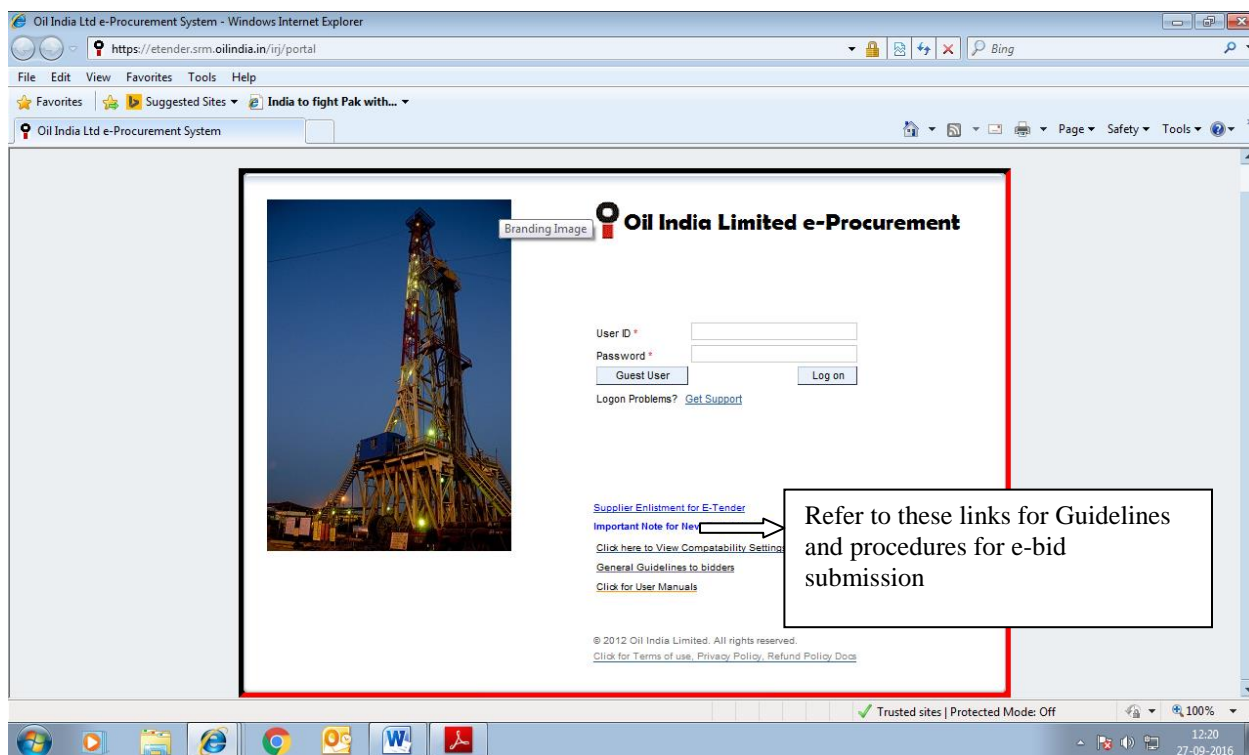 Oil India Ltd e-Procurement System - Windows Internet Explorer
https://etender.srm.oilindia.in/irj/portal
Bing
File Edit View Favorites Tools Help
Favorites Suggested Sites India to fight Pak with...
Oil India Ltd e-Procurement System
Page Safety Tools
Branding Image
Oil India Limited e-Procurement
User ID *
Password *
Guest User Log on
Logon Problems? Get Support
Supplier Enlistment for E-Tender
Important Note for
Click here to View Compatability
General Guidelines to bidders
Click for User Manuals
Refer to these links for Guidelines
and procedures for e-bid
submission
© 2012 Oil India Limited. All rights reserved.
Click for Terms of use, Privacy Policy, Refund Policy Docs
Trusted sites | Protected Mode: Off
100%
12:20
27-09-2016